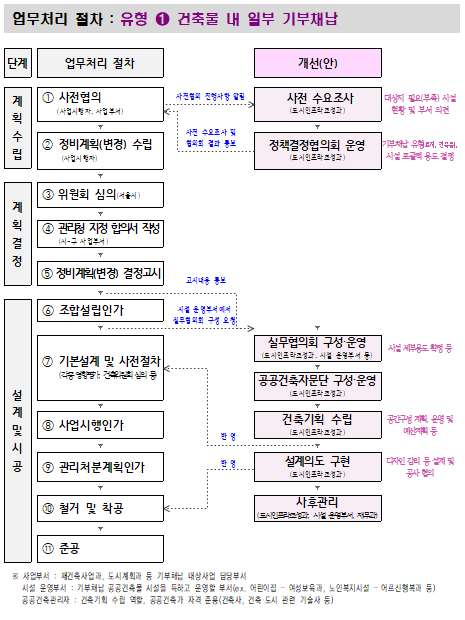 업무처리 절차 : 유형 ❶ 건축물 내 일부 기부채납
단계
업무처리 절차
개선(안)
계획수립
① 사전협의
(사업시행자, 사업부서)
사전협의 진행사항 알림
사전 수요조사
(도시인프라조성과)
대상지 필요(부족) 시설
현황 및 부서 의견
② 정비계획(변경) 수립
(사업시행자)
사전 수요조사 및
협의회 결과 통보
정책결정협의회 운영
(도시인프라조성과)
기부채납 유형(토지, 건축물),
시설 포괄적 용도 결정
계획결정
③ 위원회 심의(서울시)
④ 관리청 지정 협의서 작성
(시·구 사업부서)
⑤ 정비계획(변경) 결정고시
고시내용 통보
설계및시공
⑥ 조합설립인가
시설 운영부서에서
실무협의회 구성 요청
⑦ 기본설계 및 사전절차
(각종 영향평가, 건축위원회 심의 등)
실무협의회 구성·운영
(도시인프라조성과, 시설 운영부서 등)
시설 세부용도 확정 등
공공건축자문단 구성·운영
(도시인프라조성과)
⑧ 사업시행인가
반 영
건축기획 수립
(도시인프라조성과)
공간구성 계획, 운영 및
예산계획 등
⑨ 관리처분계획인가
반 영
설계의도 구현
(도시인프라조성과)
디자인 감리 등 설계 및
공사 협의
⑩ 철거 및 착공
사후관리
(도시인프라조성과, 시설 운영부서, 재무과)
⑪ 준공
※ 사업부서 : 재건축사업과, 도시계획과 등 기부채납 대상사업 담당부서
시설 운영부서 : 기부채납 공공건축물 시설을 득하고 운영할 부서(ex, 어린이집 - 여성보육과, 노인복지시설 - 어르신행복과 등)
공공건축관리자 : 건축기획 수립 역할, 공공건축가 자격 준용(건축사, 건축·도시 관련 기술사 등)